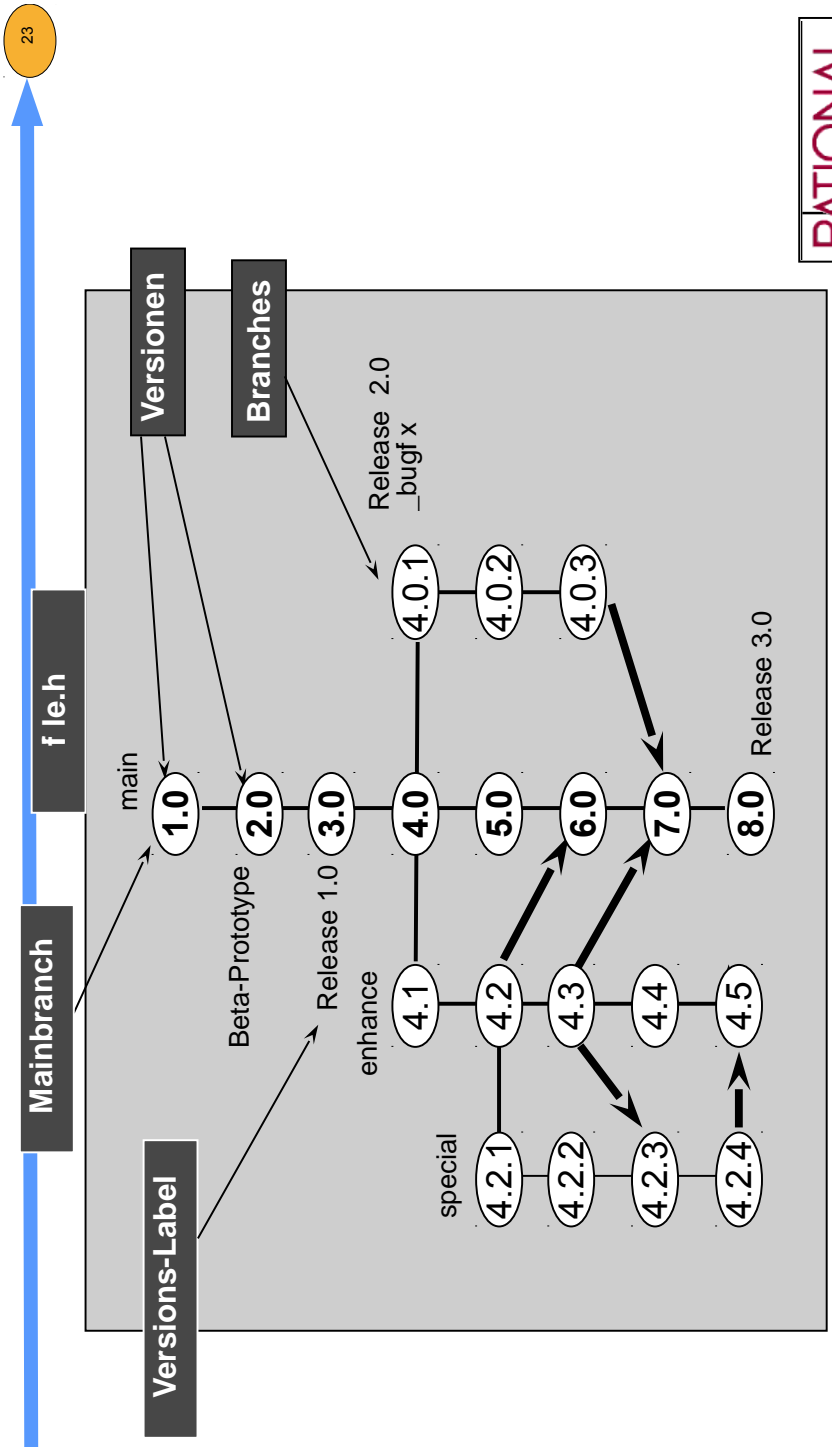 23
f le.h
Mainbranch
Versionen
Versions-Label
Branches
main
1.0
Beta-Prototype
2.0
Release 1.0
3.0
enhance
4.1
4.0
4.0.1
Release 2.0
_bugf x
special
4.2.1
4.2
5.0
4.0.2
4.2.2
4.3
6.0
4.0.3
4.2.3
4.4
7.0
4.2.4
4.5
8.0
Release 3.0
RATIONAL